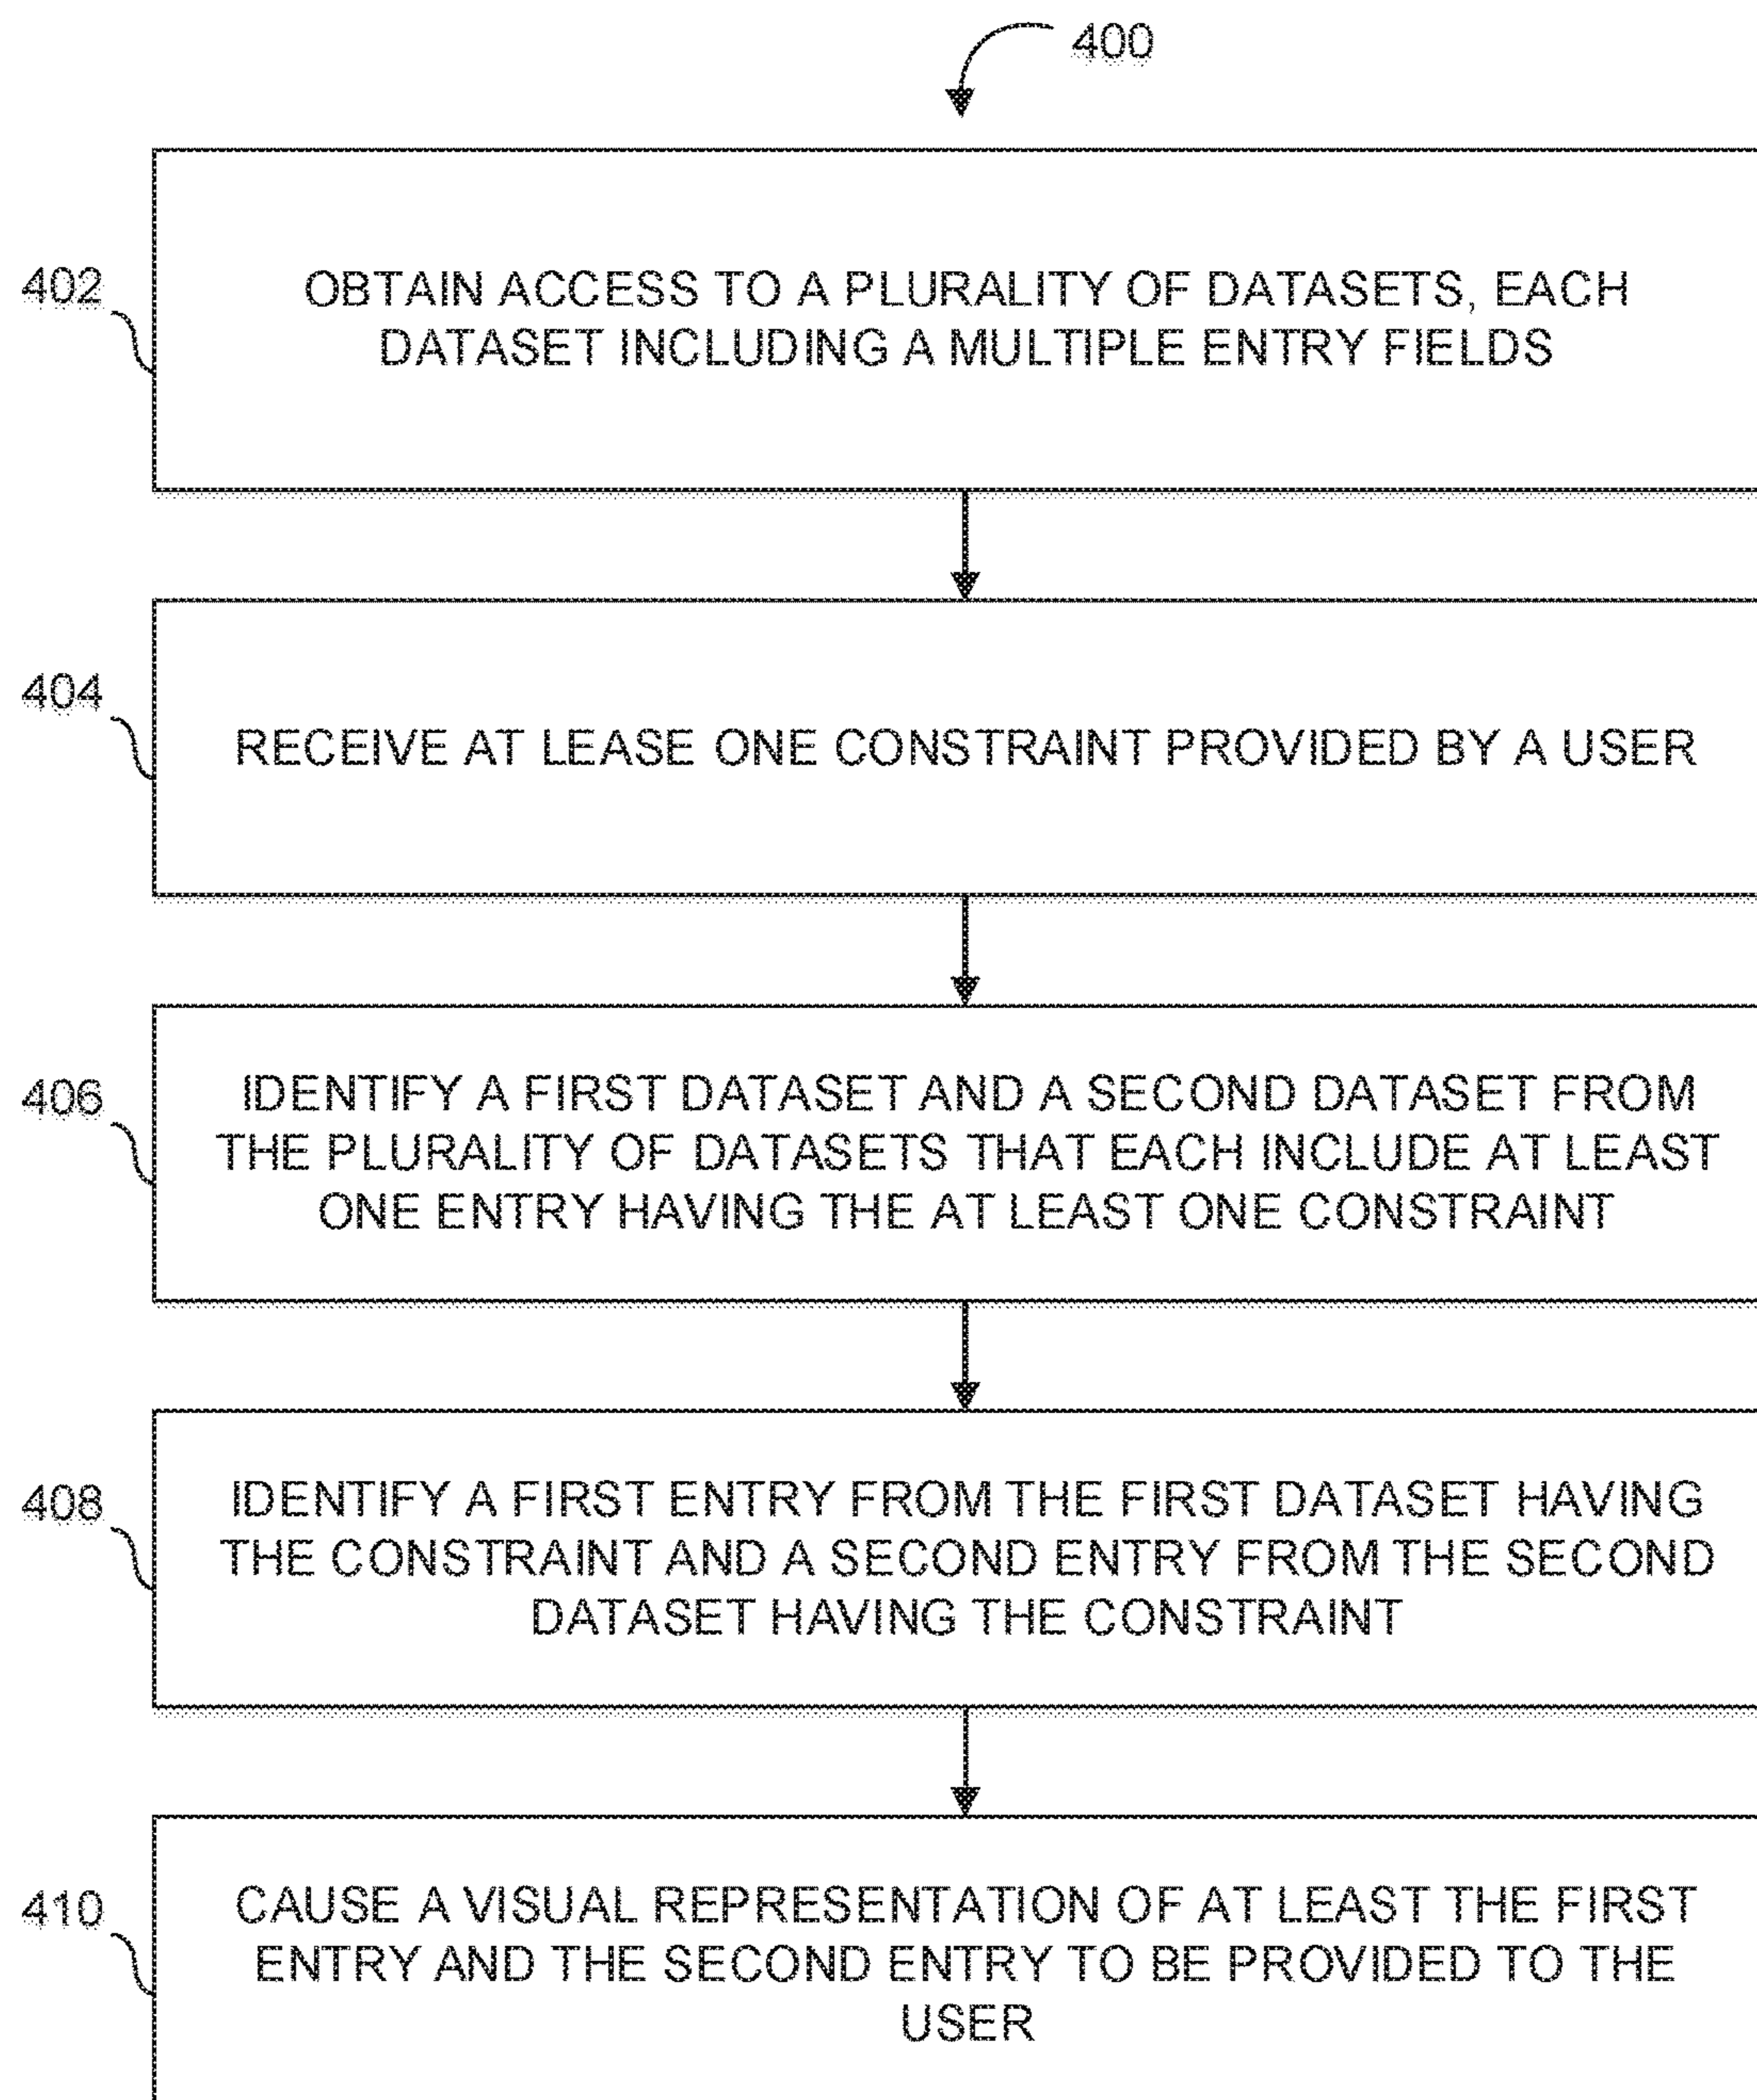 400
402
OBTAIN ACCESS TO A PLURALITY OF DATASETS, EACH
DATASET INCLUDING A MULTIPLE ENTRY FIELDS
404
RECEIVE AT LEASE ONE CONSTRAINT PROVIDED BY A USER
406
IDENTIFY A FIRST DATASET AND A SECOND DATASET FROM
THE PLURALITY OF DATASETS THAT EACH INCLUDE AT LEAST
ONE ENTRY HAVING THE AT LEAST ONE CONSTRAINT
408
IDENTIFY A FIRST ENTRY FROM THE FIRST DATASET HAVING
THE CONSTRAINT AND A SECOND ENTRY FROM THE SECOND
DATASET HAVING THE CONSTRAINT
410
CAUSE A VISUAL REPRESENTATION OF AT LEAST THE FIRST
ENTRY AND THE SECOND ENTRY TO BE PROVIDED TO THE
USER